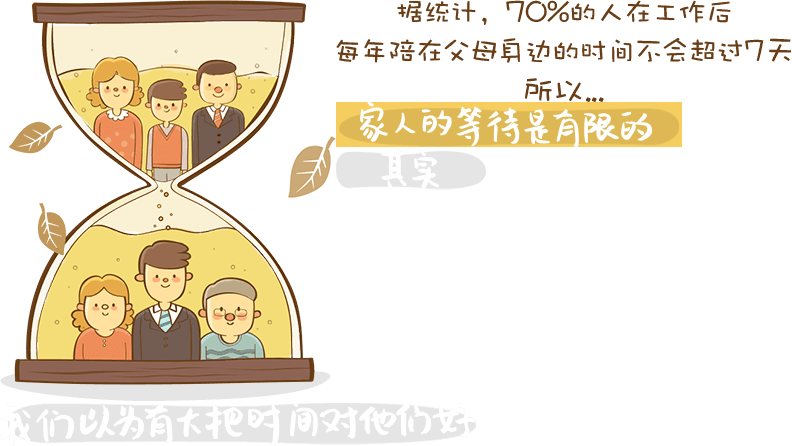 据统计，70%的人在工作后
每年陪在父母身边的时间不会超过7天
所以...
家人的等待是有限的
其实
我们以为有大把时间对他们好